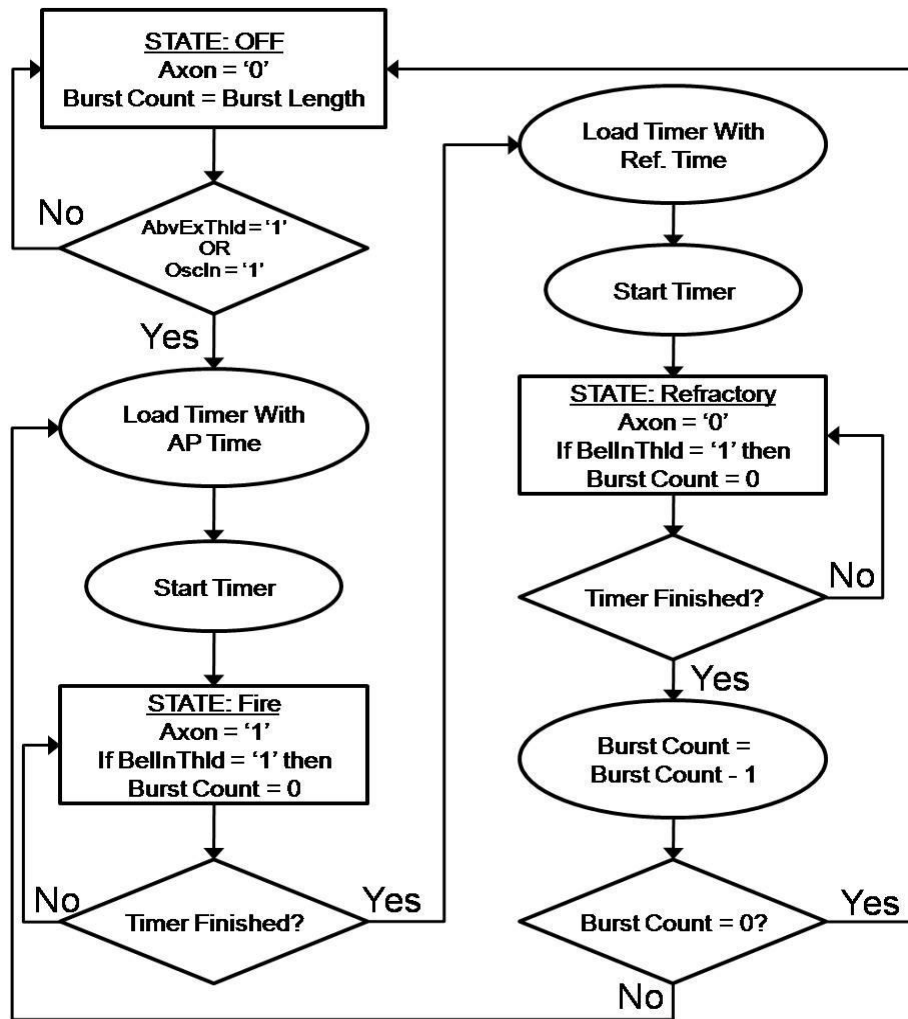 STATE: OFF
Axon = ‘0’
Burst Count = Burst Length
No
AbvExThld = ‘1’
OR
OscIn = ‘1’
Yes
Load Timer With
AP Time
Start Timer
STATE: Fire
Axon = ‘1’
If BelInThld = ‘1’ then
Burst Count = 0
No
Timer Finished?
Yes
Load Timer With
Ref. Time
Start Timer
STATE: Refractory
Axon = ‘0’
If BelInThld = ‘1’ then
Burst Count = 0
Timer Finished?
No
Yes
Burst Count =
Burst Count - 1
Burst Count = 0?
Yes
No